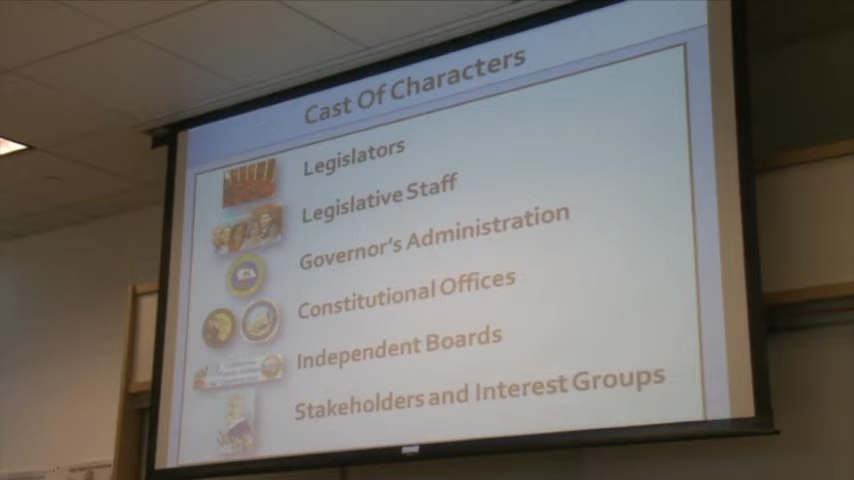 Cast Of Characters
Legislators
Legislative Staff
Governor's Administration
Constitutional Offices
Independent Boards
Stakeholders and Interest Groups